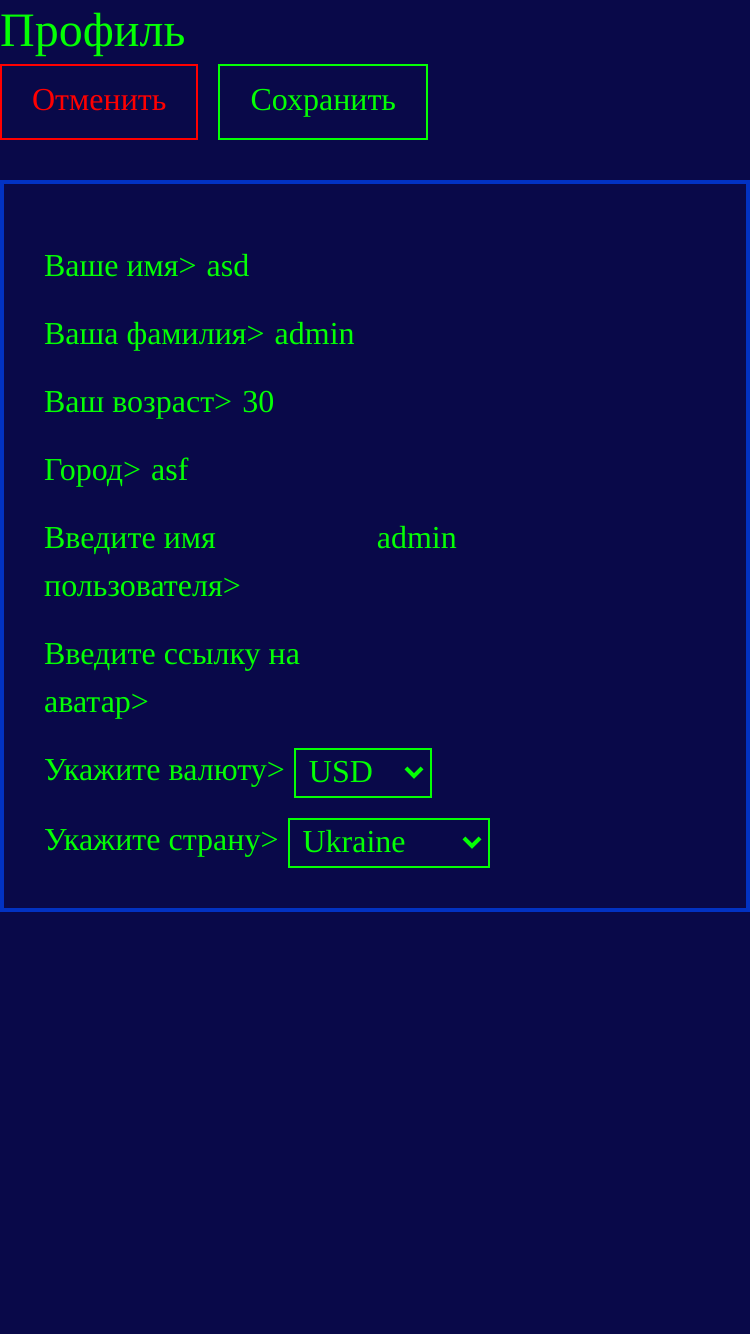 Профиль
Отменить Сохранить
Ваше имя> asd
Ваша фамилия> admin
Ваш возраст> 30
Город> asf
Введите имя admin
пользователя>
Введите ссылку на
аватар>
Укажите валюту> USD
Укажите страну> Ukraine